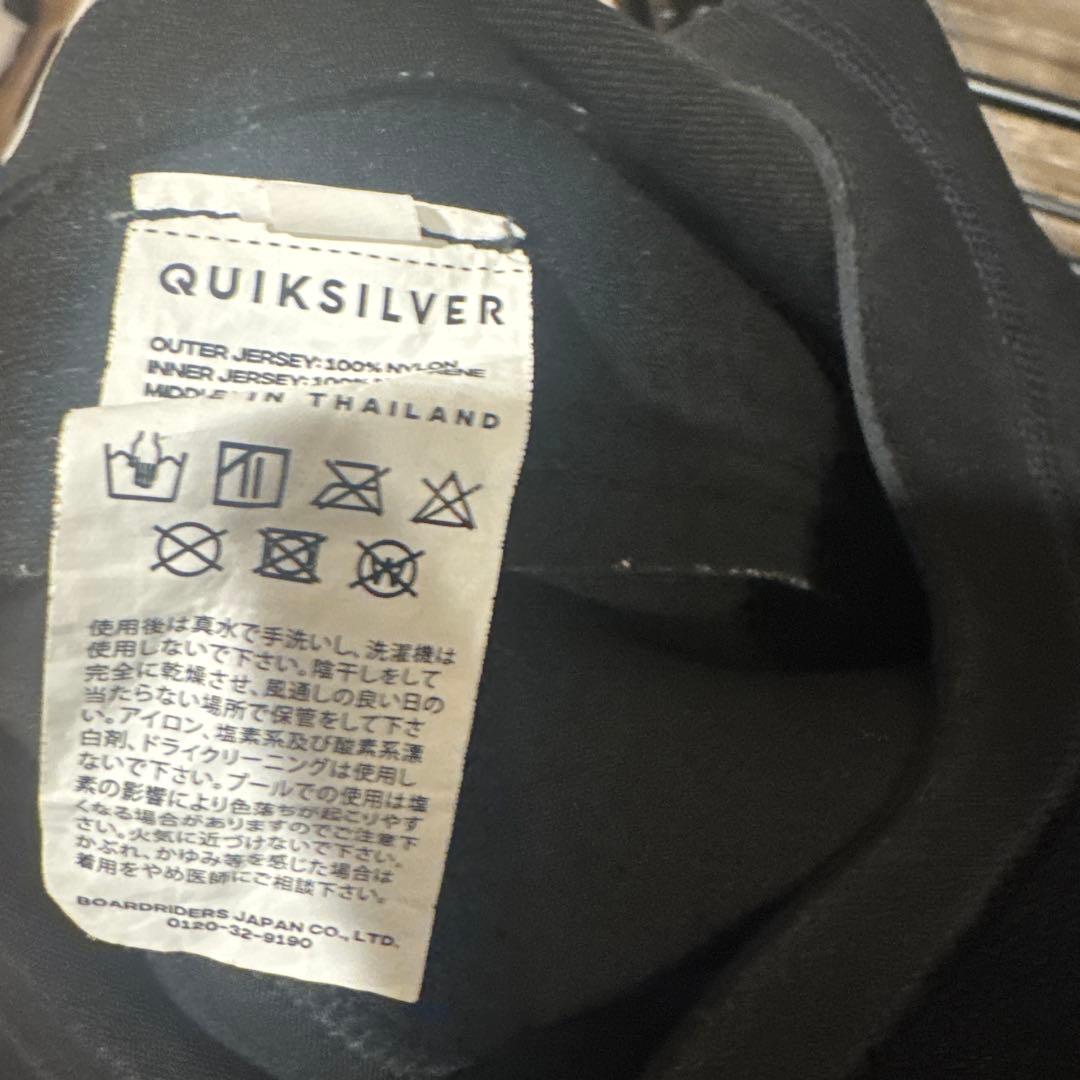 QUIKSILVER
OUTER JERSEY: 100% NYLON
INNER JERSEY: 100%
IN THAILAND
使用後は真水で手洗いし、洗濯機は
使用しないで下さい。陰干しをして
完全に乾燥させ、風通しの良い日の
当たらない場所で保管をして下さ
い。アイロン、塩素系及び酸素系漂
白剤、ドライクリーニングは使用し
ないで下さい。プールでの使用は塩
素の影響により色落ちが起こりやす
くなる場合がありますのでご注意下
さい。火気に近づけないで下さい。
かぶれ、かゆみ等を感じた場合は
着用をやめ医師にご相談下さい。
BOARDRIDERS JAPAN CO., LTD.
0120-32-9190